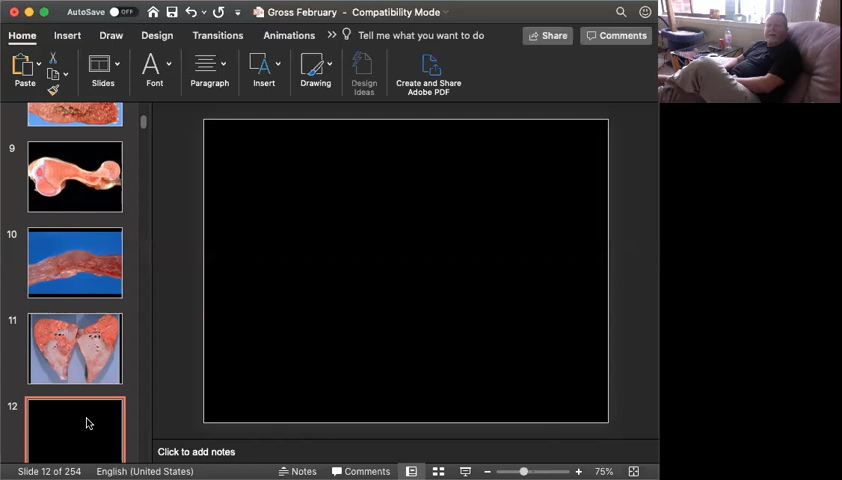 AutoSave OFF Gross February - Compatibility Mode
Home Insert Draw Design Transitions Animations Tell me what you want to do Share Comments
Paste Slides Font Paragraph Insert Drawing Design Ideas Create and Share Adobe PDF
9
10
11
12
Click to add notes
Slide 12 of 254 English (United States) Notes Comments 75%